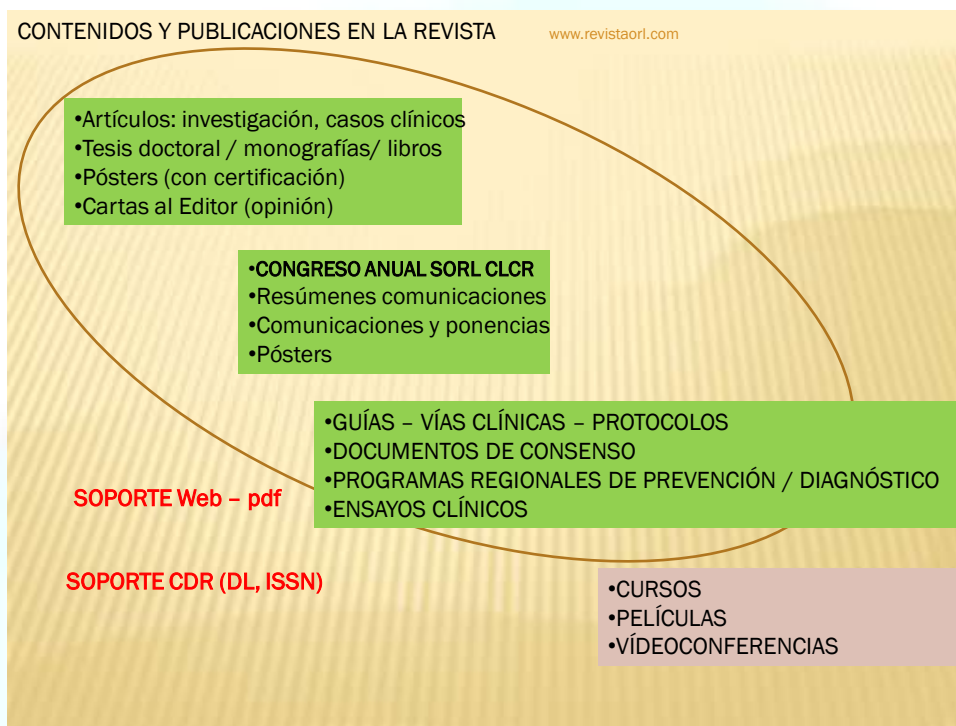 CONTENIDOS Y PUBLICACIONES EN LA REVISTA www.revistaorl.com
•Artículos: investigación, casos clínicos
•Tesis doctoral / monografías/ libros
•Pósters (con certificación)
•Cartas al Editor (opinión)
•CONGRESO ANUAL SORL CLCR
•Resúmenes comunicaciones
•Comunicaciones y ponencias
•Pósters
•GUÍAS – VÍAS CLÍNICAS – PROTOCOLOS
•DOCUMENTOS DE CONSENSO
•PROGRAMAS REGIONALES DE PREVENCIÓN / DIAGNÓSTICO
•ENSAYOS CLÍNICOS
SOPORTE Web – pdf
SOPORTE CDR (DL, ISSN)
•CURSOS
•PELÍCULAS
•VÍDEOCONFERENCIAS